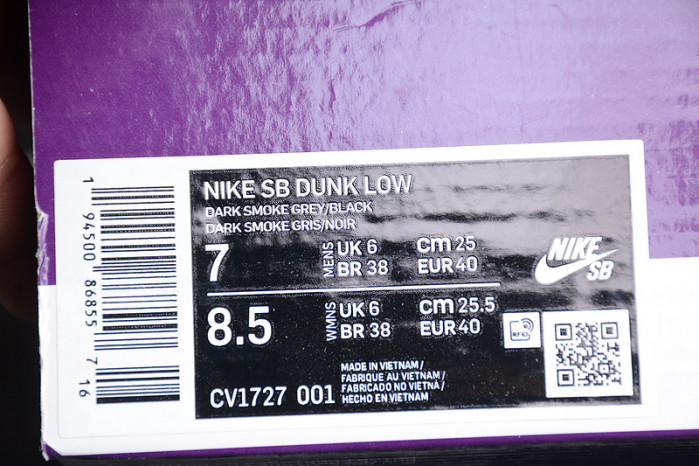 NIKE SB DUNK LOW
DARK SMOKE GREY/BLACK
DARK SMOKE GRIS/NOIR
7 MENS UK 6 cm 25
BR 38 EUR 40
8.5 WMNS UK 6 cm 25.5
BR 38 EUR 40
CV1727 001
MADE IN VIETNAM /
FABRIQUE AU VIETNAM /
FABRICADO NO VIETNÃ /
HECHO EN VIETNAM
NIKE
SB
RFID
1 94500 86855 7 16